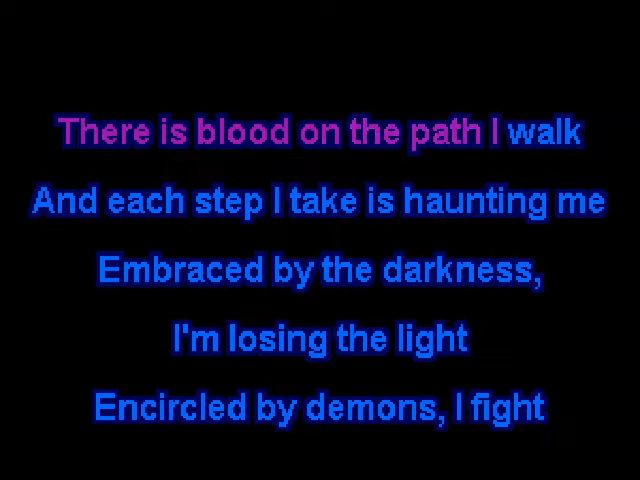 There is blood on the path I walk
And each step I take is haunting me
Embraced by the darkness,
I'm losing the light
Encircled by demons, I fight